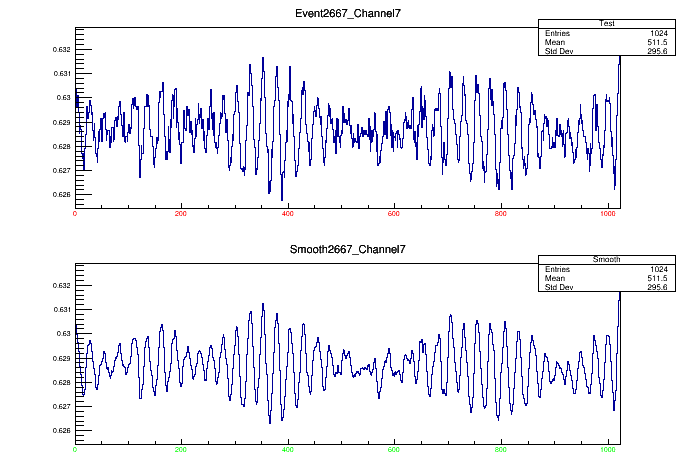 Event2667_Channel7
Test
Entries 1024
Mean 511.5
Std Dev 295.6
0.632
0.631
0.63
0.629
0.628
0.627
0.626
0 200 400 600 800 1000
Smooth2667_Channel7
Smooth
Entries 1024
Mean 511.5
Std Dev 295.6
0.632
0.631
0.63
0.629
0.628
0.627
0.626
0 200 400 600 800 1000